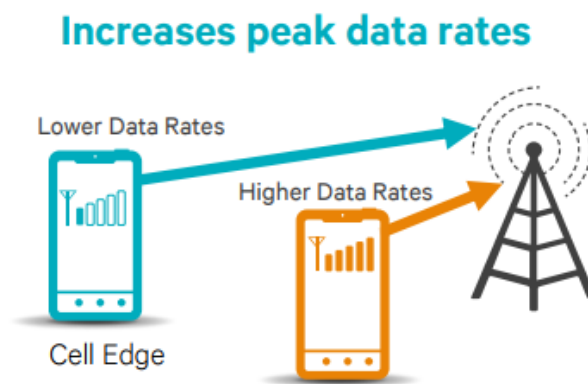 Increases peak data rates
Lower Data Rates
Higher Data Rates
Cell Edge